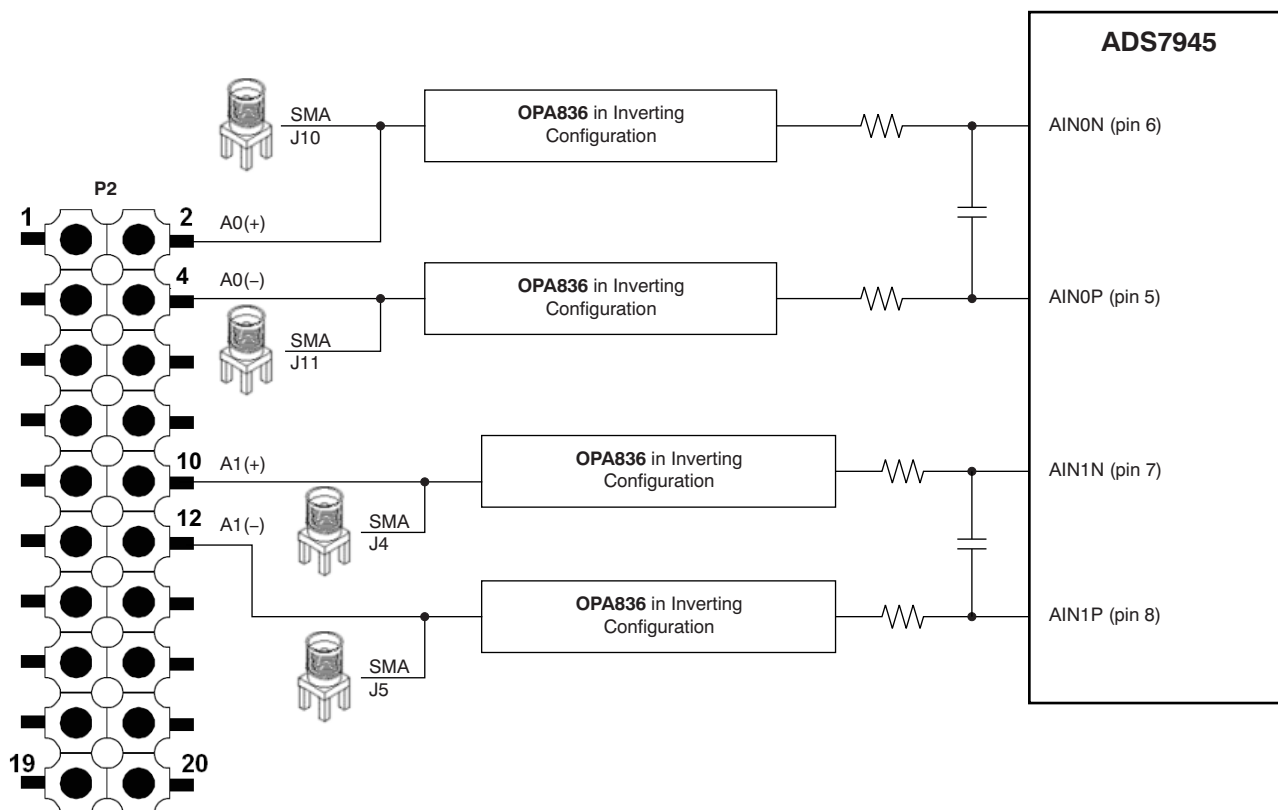 ADS7945
SMA
J10
OPA836 in Inverting
Configuration
AIN0N (pin 6)
P2
1
2
A0(+)
4
A0(−)
OPA836 in Inverting
Configuration
AIN0P (pin 5)
SMA
J11
10
A1(+)
OPA836 in Inverting
Configuration
AIN1N (pin 7)
12
A1(−)
SMA
J4
OPA836 in Inverting
Configuration
AIN1P (pin 8)
SMA
J5
19
20